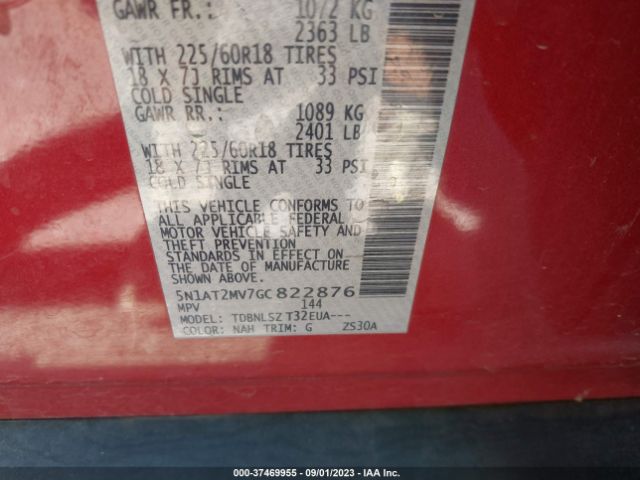 GAWR FR.: 1072 KG
2363 LB
WITH 225/60R18 TIRES
18 X 7J RIMS AT 33 PSI
COLD SINGLE
GAWR RR.: 1089 KG
2401 LB
WITH 225/60R18 TIRES
18 X 7J RIMS AT 33 PSI
COLD SINGLE
THIS VEHICLE CONFORMS TO
ALL APPLICABLE FEDERAL
MOTOR VEHICLE SAFETY AND
THEFT PREVENTION
STANDARDS IN EFFECT ON
THE DATE OF MANUFACTURE
SHOWN ABOVE.
5N1AT2MV7GC822876
MPV 144
MODEL: TDBNLSZ T32EUA---
COLOR: NAH TRIM: G ZS30A
000-37469955 - 09/01/2023 - IAA Inc.